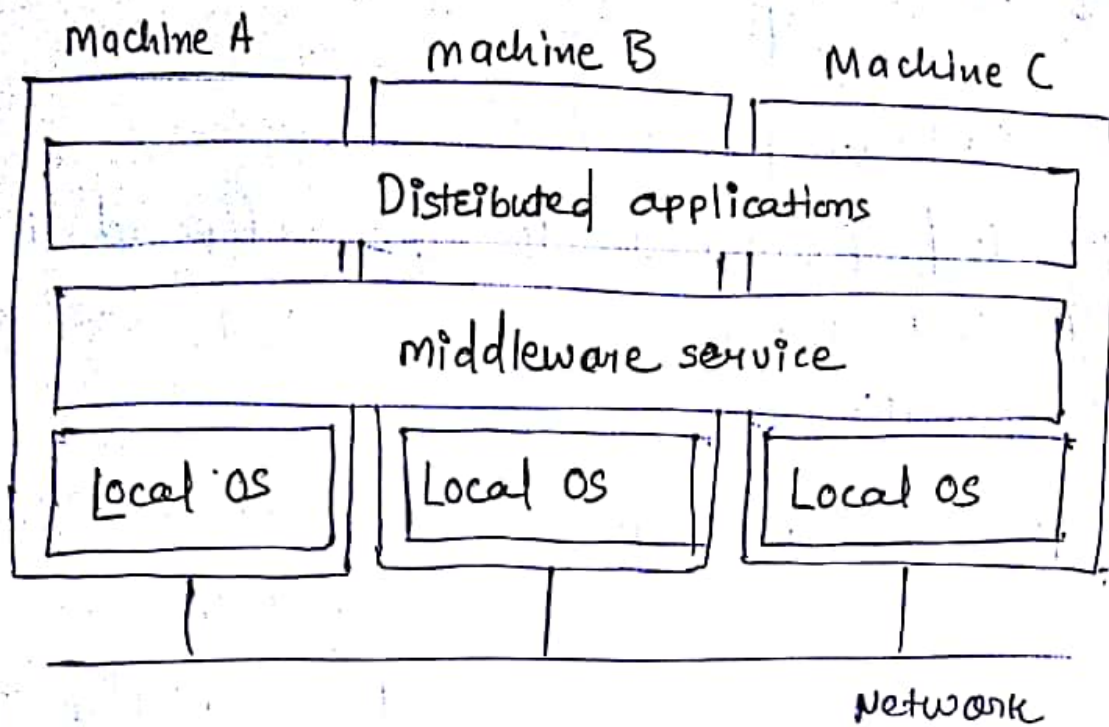 Machine A machine B Machine C
Disteibuted applications
middleware service
Local OS Local OS Local OS
Network